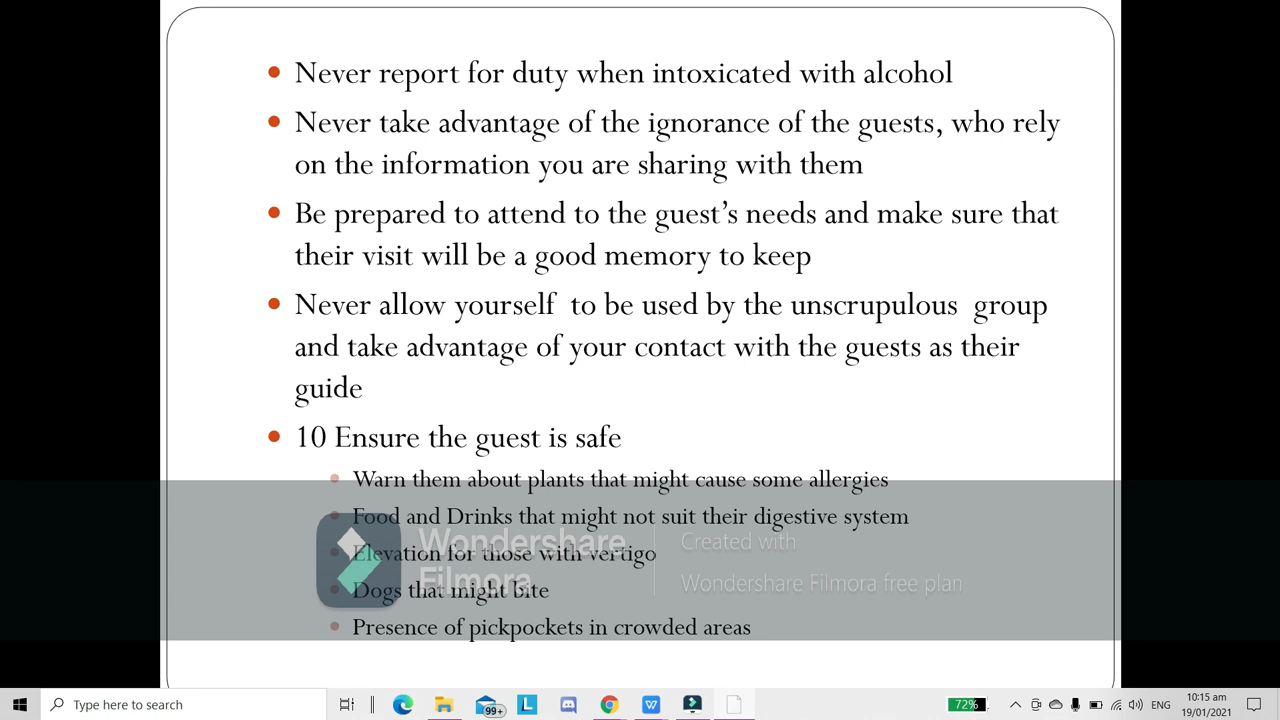 Never report for duty when intoxicated with alcohol
Never take advantage of the ignorance of the guests, who rely
on the information you are sharing with them
Be prepared to attend to the guest's needs and make sure that
their visit will be a good memory to keep
Never allow yourself to be used by the unscrupulous group
and take advantage of your contact with the guests as their
guide
10 Ensure the guest is safe
Warn them about plants that might cause some allergies
Food and Drinks that might not suit their digestive system
Elevation for those with vertigo
Dogs that might bite
Presence of pickpockets in crowded areas
Wondershare
Filmora
Created with
Wondershare Filmora free plan
Type here to search
99+
L
W
72%
ENG
10:15 am
19/01/2021